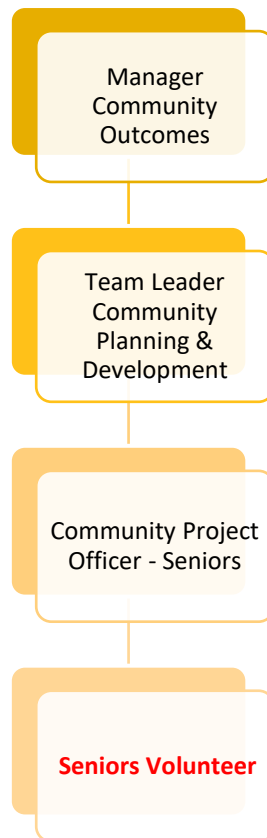 Manager
Community
Outcomes
Team Leader
Community
Planning &
Development
Community Project
Officer - Seniors
Seniors Volunteer